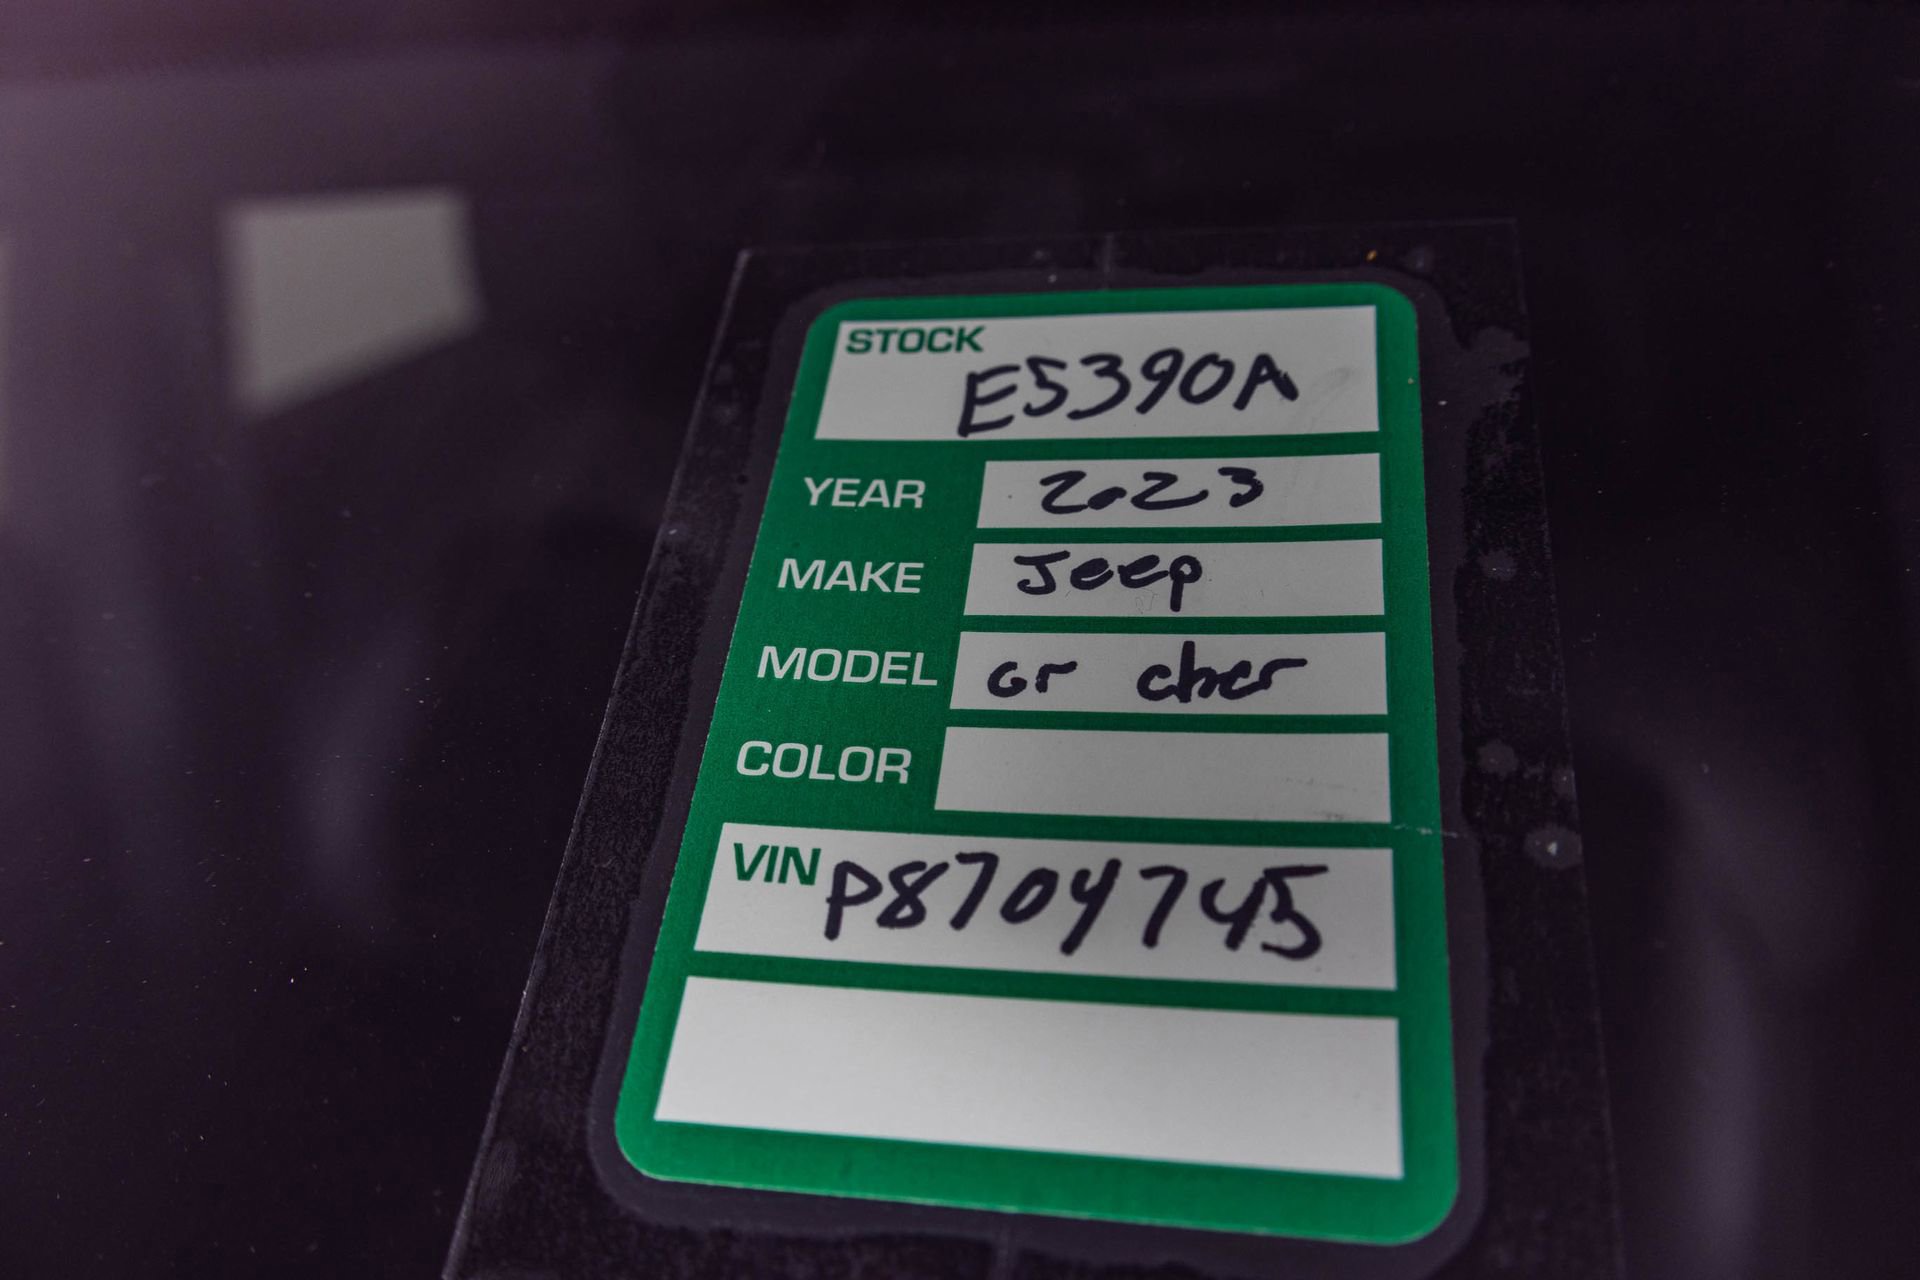 STOCK
E5390A
YEAR 2023
MAKE Jeep
MODEL Gr cher
COLOR
VIN P8704745